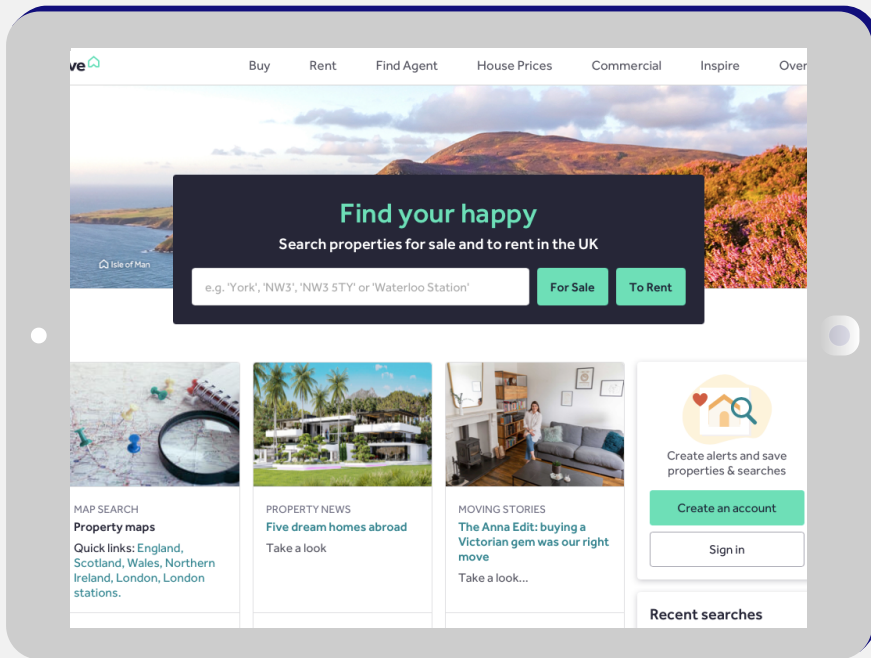 ve
Buy Rent Find Agent House Prices Commercial Inspire Over
Find your happy
Search properties for sale and to rent in the UK
e.g. 'York', 'NW3', 'NW3 5TY' or 'Waterloo Station'
For Sale
To Rent
Isle of Man
MAP SEARCH
Property maps
Quick links: England,
Scotland, Wales, Northern
Ireland, London, London
stations.
PROPERTY NEWS
Five dream homes abroad
Take a look
MOVING STORIES
The Anna Edit: buying a
Victorian gem was our right
move
Take a look...
Create alerts and save
properties & searches
Create an account
Sign in
Recent searches